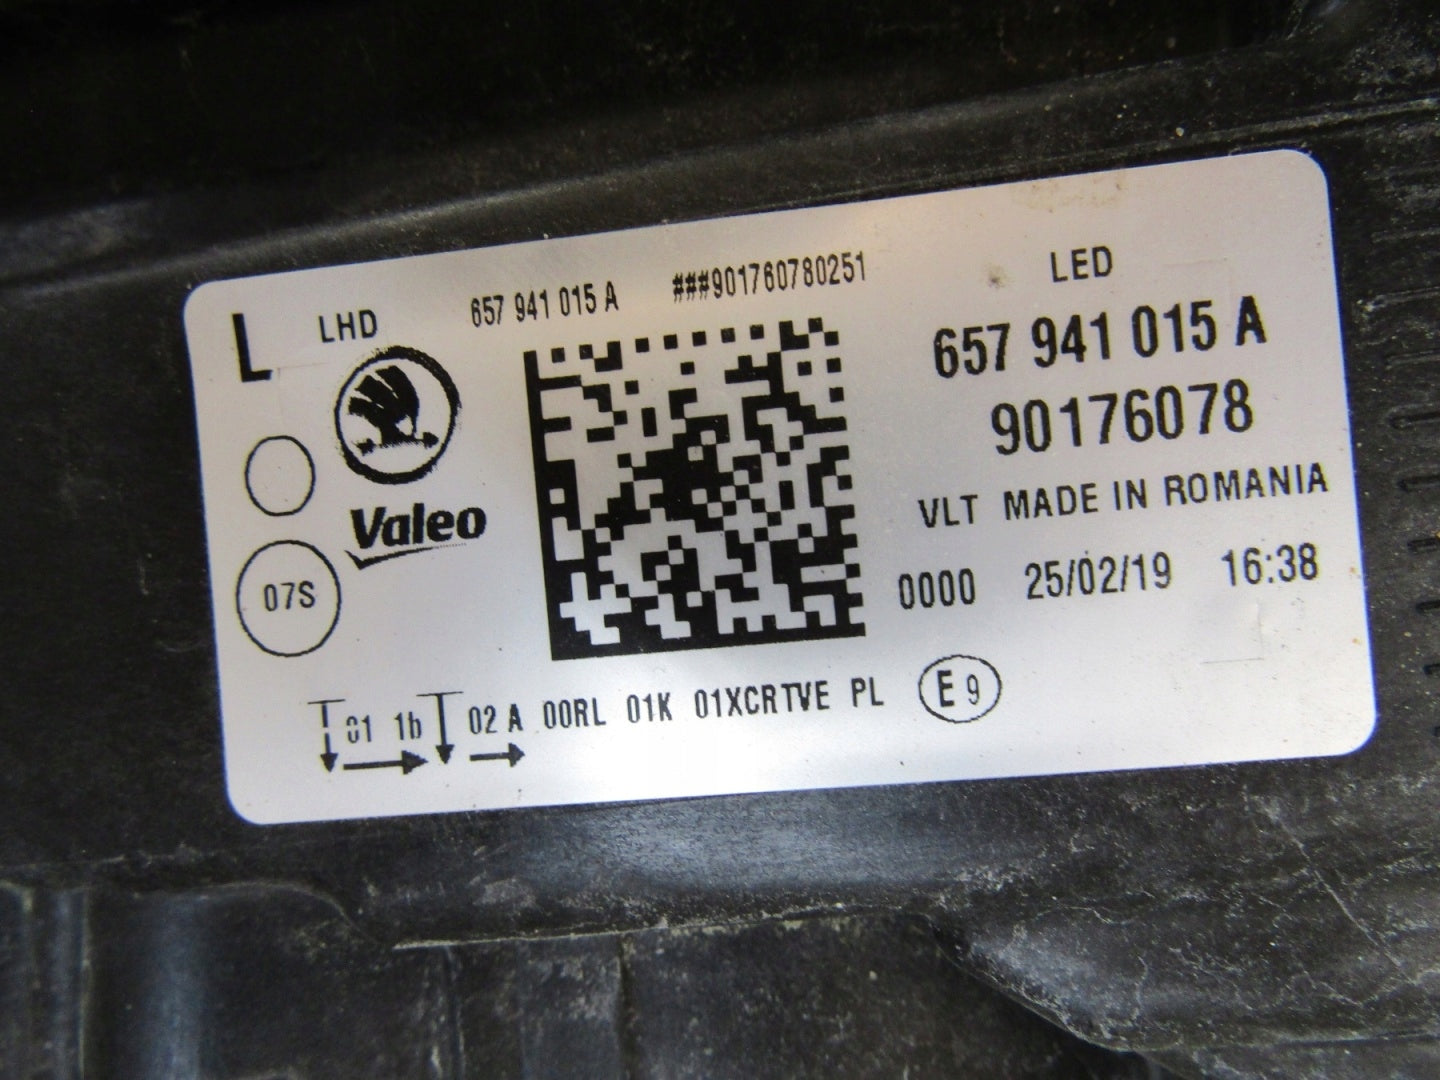 L LHD 657 941 015 A ###901760780251
LED
657 941 015 A
90176078
Valeo
VLT MADE IN ROMANIA
07S
0000 25/02/19 16:38
01 1b 02 A 00RL 01K 01XCRTVE PL E 9